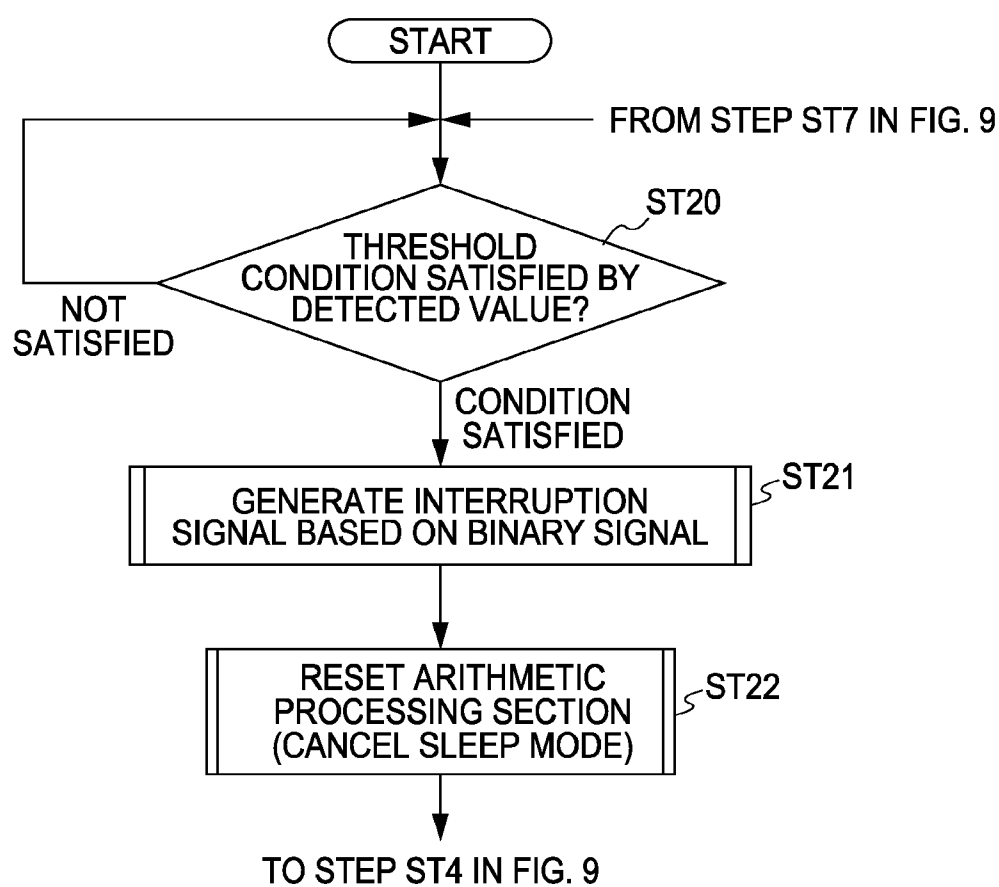 START
FROM STEP ST7 IN FIG. 9
ST20
THRESHOLD
CONDITION SATISFIED BY
DETECTED VALUE?
NOT
SATISFIED
CONDITION
SATISFIED
ST21
GENERATE INTERRUPTION
SIGNAL BASED ON BINARY SIGNAL
RESET ARITHMETIC
PROCESSING SECTION
(CANCEL SLEEP MODE)
ST22
TO STEP ST4 IN FIG. 9